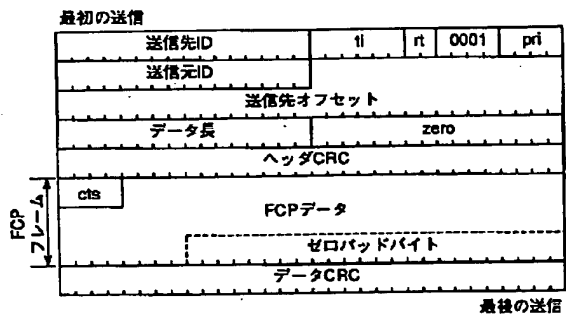 最初の送信
送信先ID tl rt 0001 pri
送信元ID
送信先オフセット
データ長 zero
ヘッダCRC
cts
FCPデータ
FCP
フレーム
ゼロパッドバイト
データCRC
最後の送信